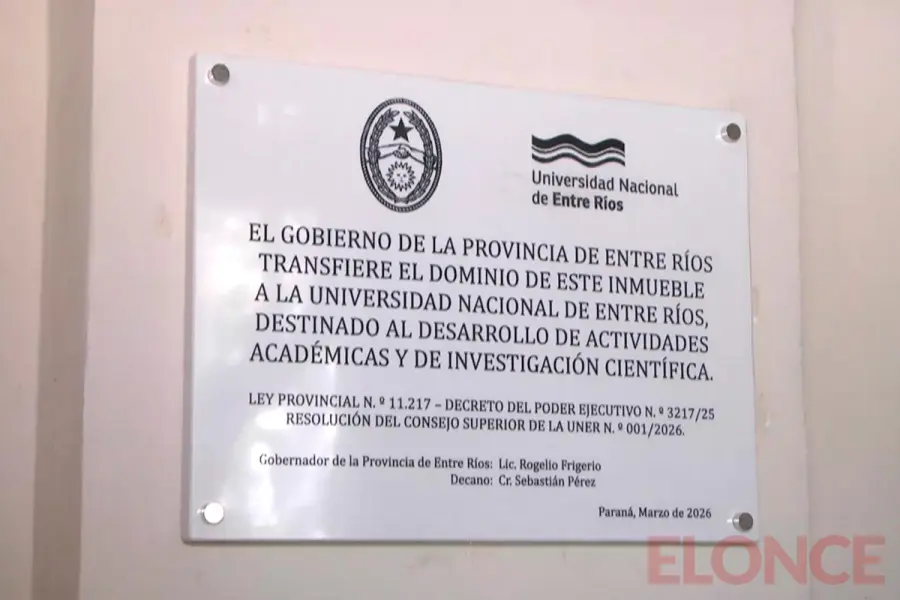 Universidad Nacional
de Entre Ríos
EL GOBIERNO DE LA PROVINCIA DE ENTRE RÍOS
TRANSFIERE EL DOMINIO DE ESTE INMUEBLE
A LA UNIVERSIDAD NACIONAL DE ENTRE RÍOS,
DESTINADO AL DESARROLLO DE ACTIVIDADES
ACADÉMICAS Y DE INVESTIGACIÓN CIENTÍFICA.
LEY PROVINCIAL N. º 11.217 – DECRETO DEL PODER EJECUTIVO N. º 3217/25
RESOLUCIÓN DEL CONSEJO SUPERIOR DE LA UNER N. º 001/2026.
Gobernador de la Provincia de Entre Ríos: Lic. Rogelio Frigerio
Decano: Cr. Sebastián Pérez
Paraná, Marzo de 2026
ELONCE